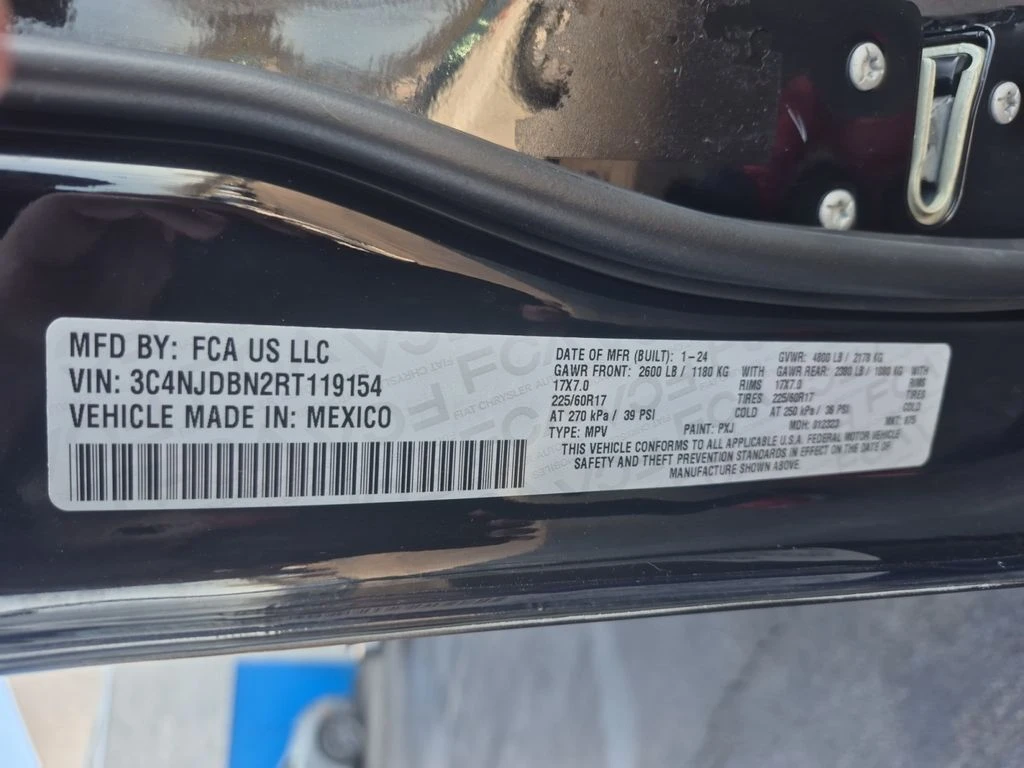 MFD BY: FCA US LLC
VIN: 3C4NJDBN2RT119154
VEHICLE MADE IN: MEXICO
DATE OF MFR (BUILT): 1-24 GVWR: 4800 LB / 2178 KG
GAWR FRONT: 2600 LB / 1180 KG WITH GAWR REAR: 2380 LB / 1080 KG WITH
17X7.0 RIMS 17X7.0 RIMS
225/60R17 TIRES 225/60R17 TIRES
AT 270 kPa / 39 PSI COLD AT 250 kPa / 36 PSI COLD
TYPE: MPV PAINT: PXJ MDH: 012323 MKT:
THIS VEHICLE CONFORMS TO ALL APPLICABLE U.S.A. FEDERAL MOTOR VEHICLE
SAFETY AND THEFT PREVENTION STANDARDS IN EFFECT ON THE DATE OF
MANUFACTURE SHOWN ABOVE.